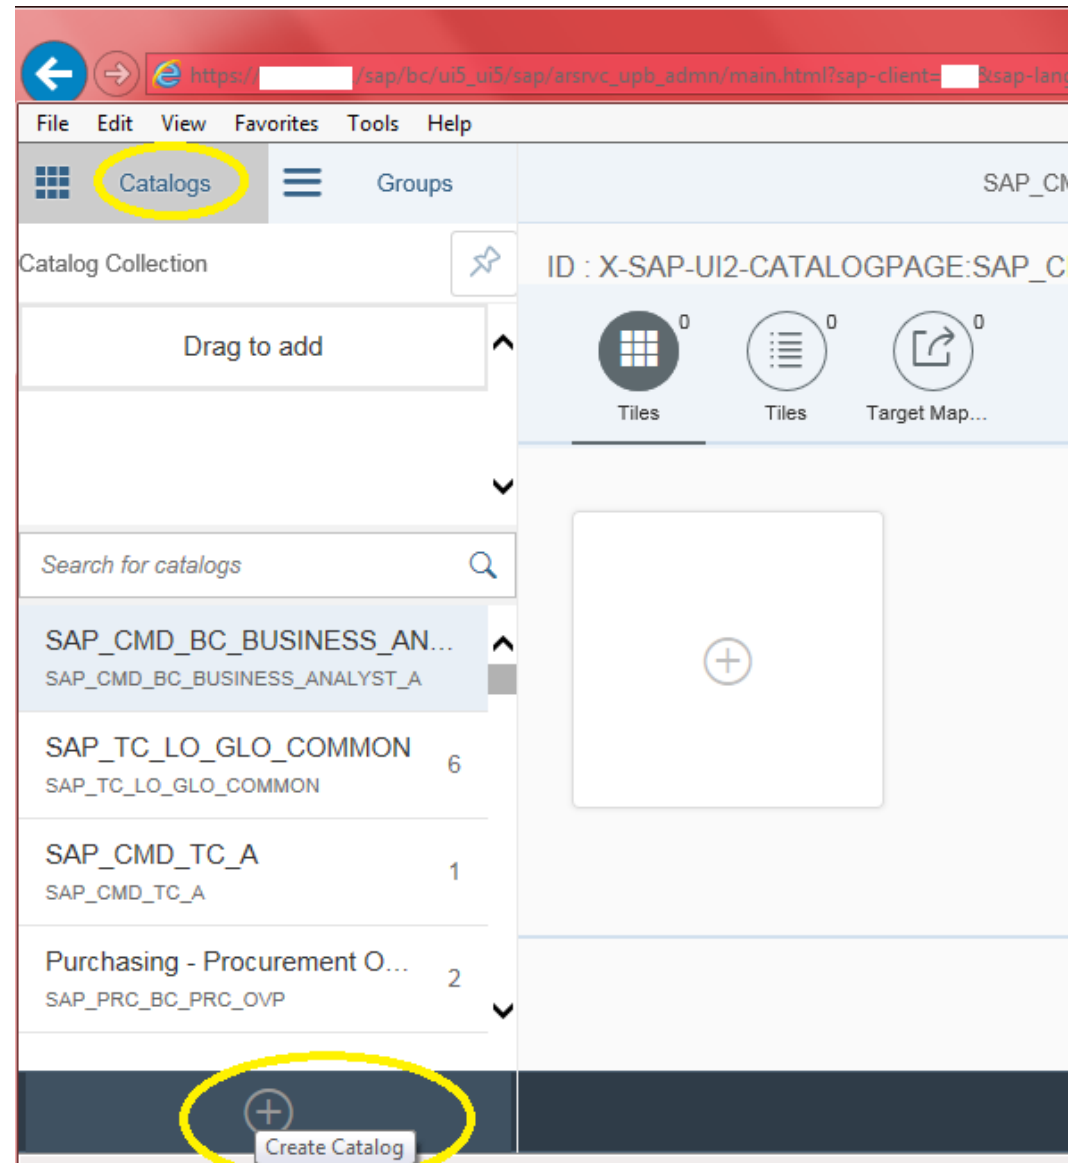 https:// /sap/bc/ui5_ui5/sap/arsrvc_upb_admn/main.html?sap-client= &sap-lang
File Edit View Favorites Tools Help
Catalogs Groups
SAP_CM
Catalog Collection
ID : X-SAP-UI2-CATALOGPAGE:SAP_C
Drag to add
0 0 0
Tiles Tiles Target Map...
Search for catalogs
SAP_CMD_BC_BUSINESS_AN...
SAP_CMD_BC_BUSINESS_ANALYST_A
SAP_TC_LO_GLO_COMMON 6
SAP_TC_LO_GLO_COMMON
SAP_CMD_TC_A 1
SAP_CMD_TC_A
Purchasing - Procurement O... 2
SAP_PRC_BC_PRC_OVP
Create Catalog